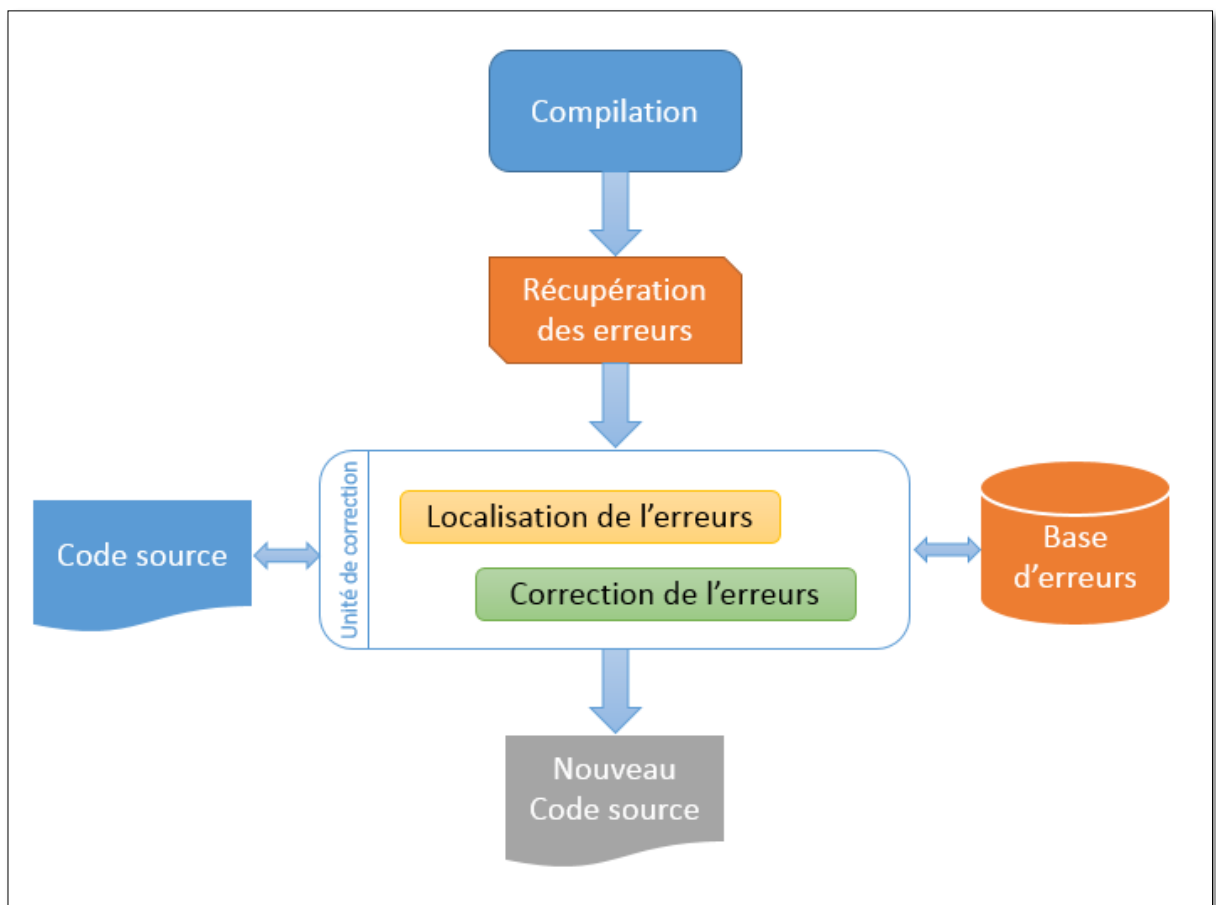 Compilation
Récupération
des erreurs
Code source
Unité de correction
Localisation de l'erreurs
Correction de l'erreurs
Base
d'erreurs
Nouveau
Code source